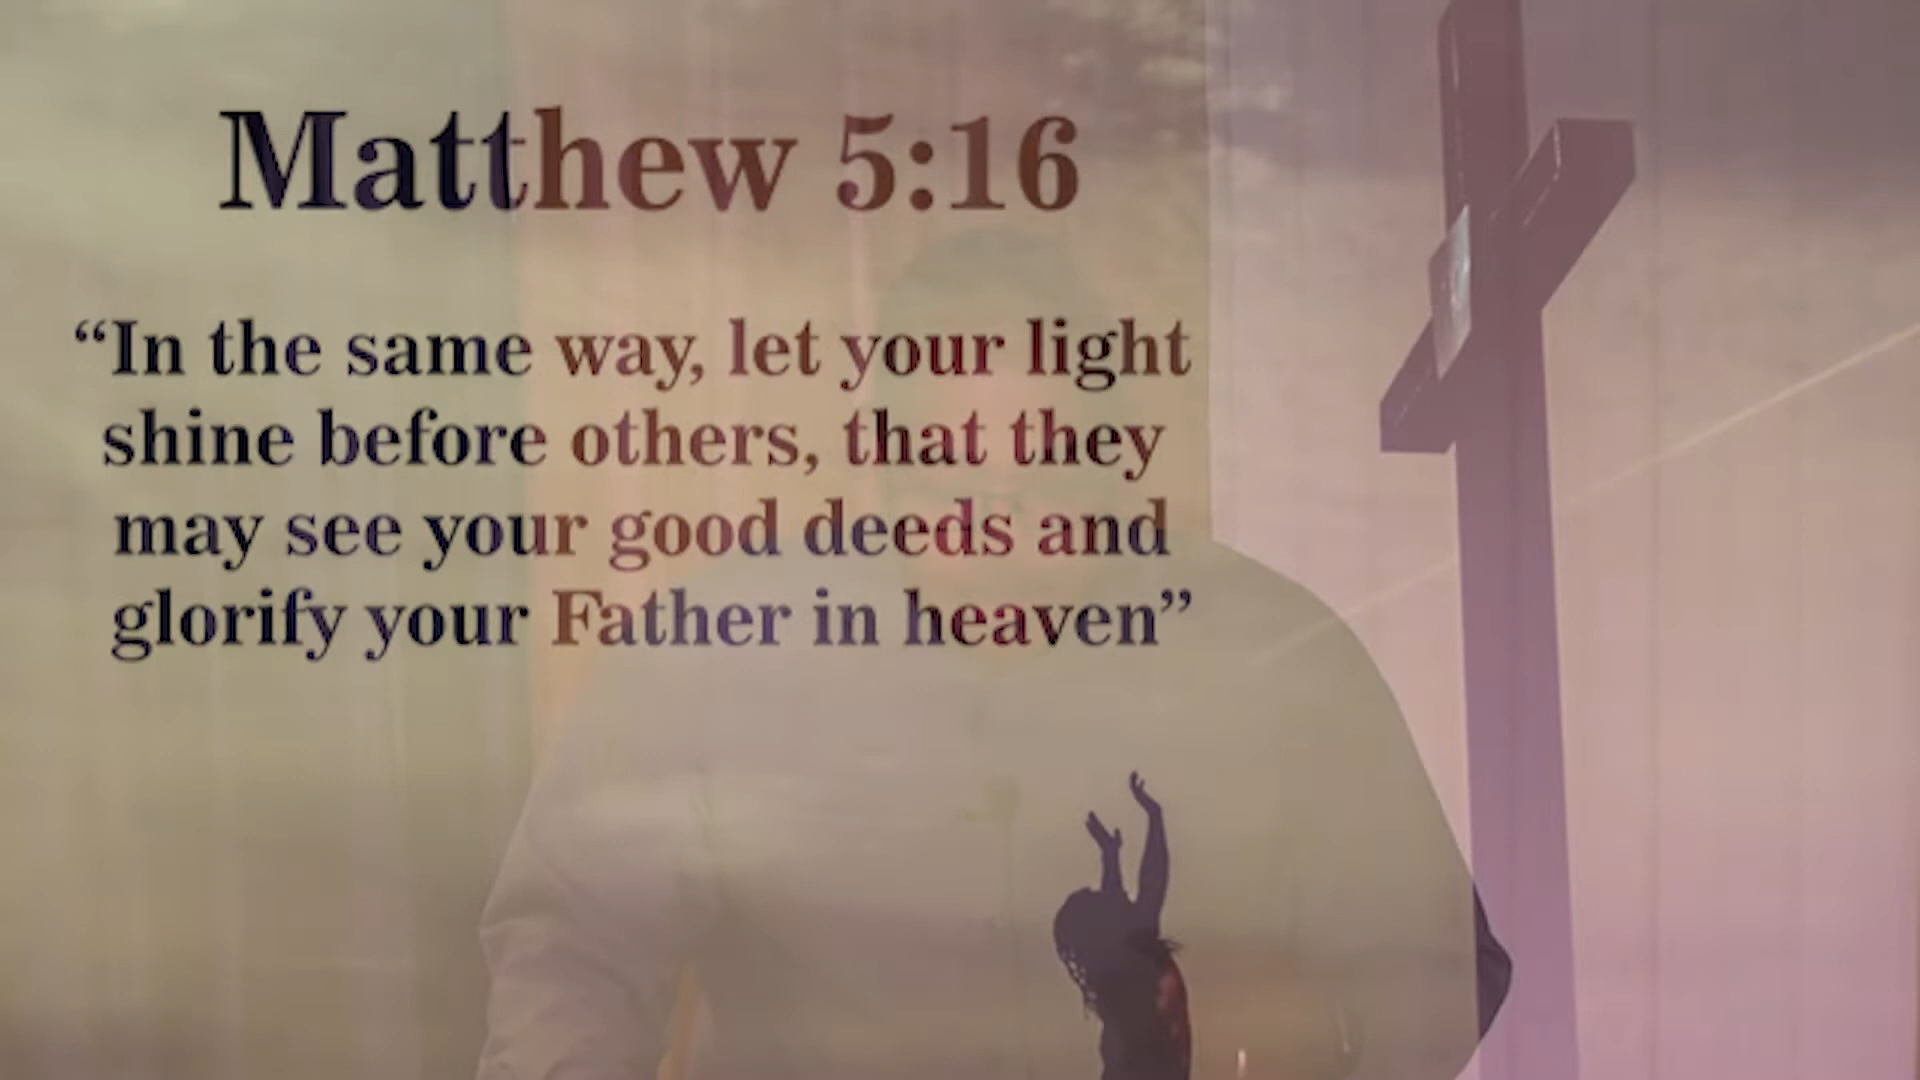 Matthew 5:16
“In the same way, let your light
shine before others, that they
may see your good deeds and
glorify your Father in heaven”